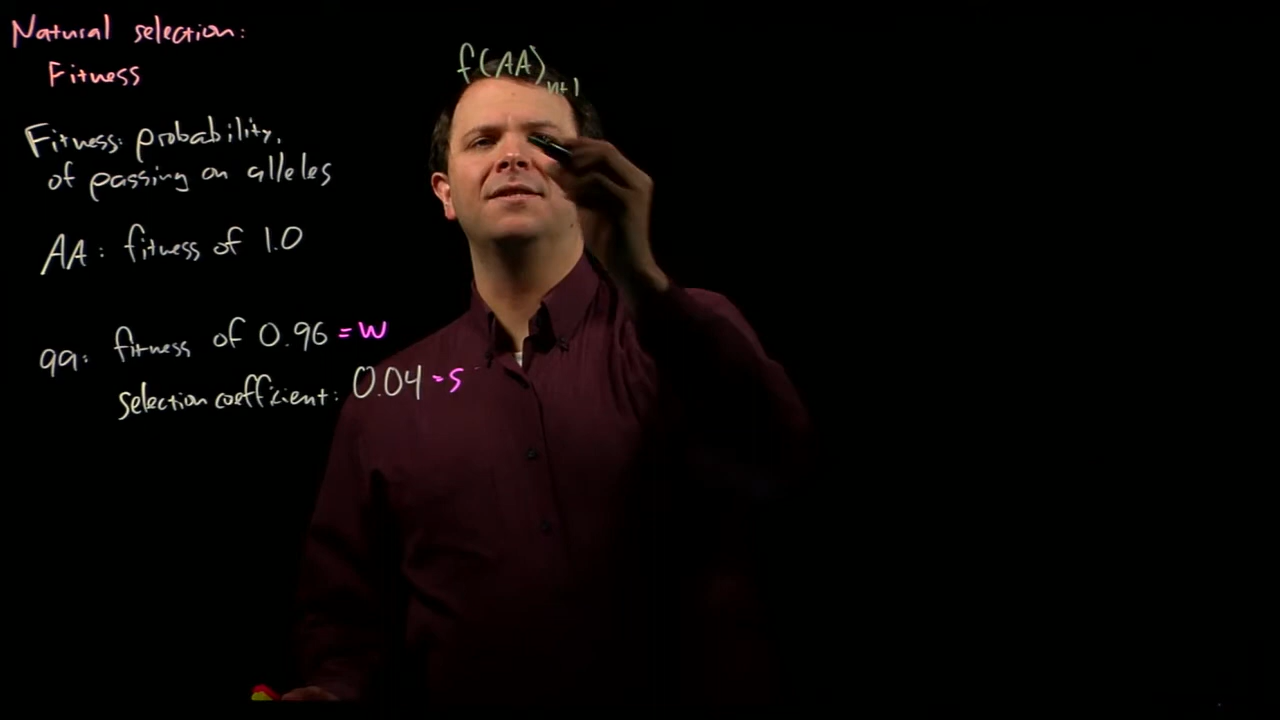 Natural selection:
Fitness
Fitness: probability
of passing on alleles
AA: fitness of 1.0
aa: fitness of 0.96 = w
selection coefficient: 0.04 = s
f(AA)n+1